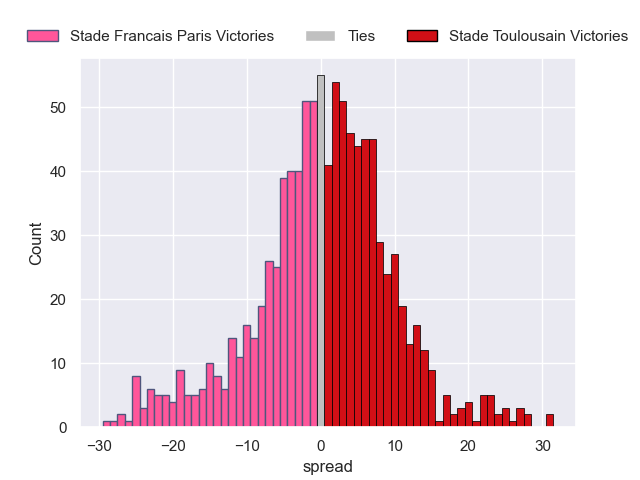 Stade Francais Paris Victories Ties Stade Toulousain Victories
50
40
30
20
10
0
Count
−30 −20 −10 0 10 20 30
spread